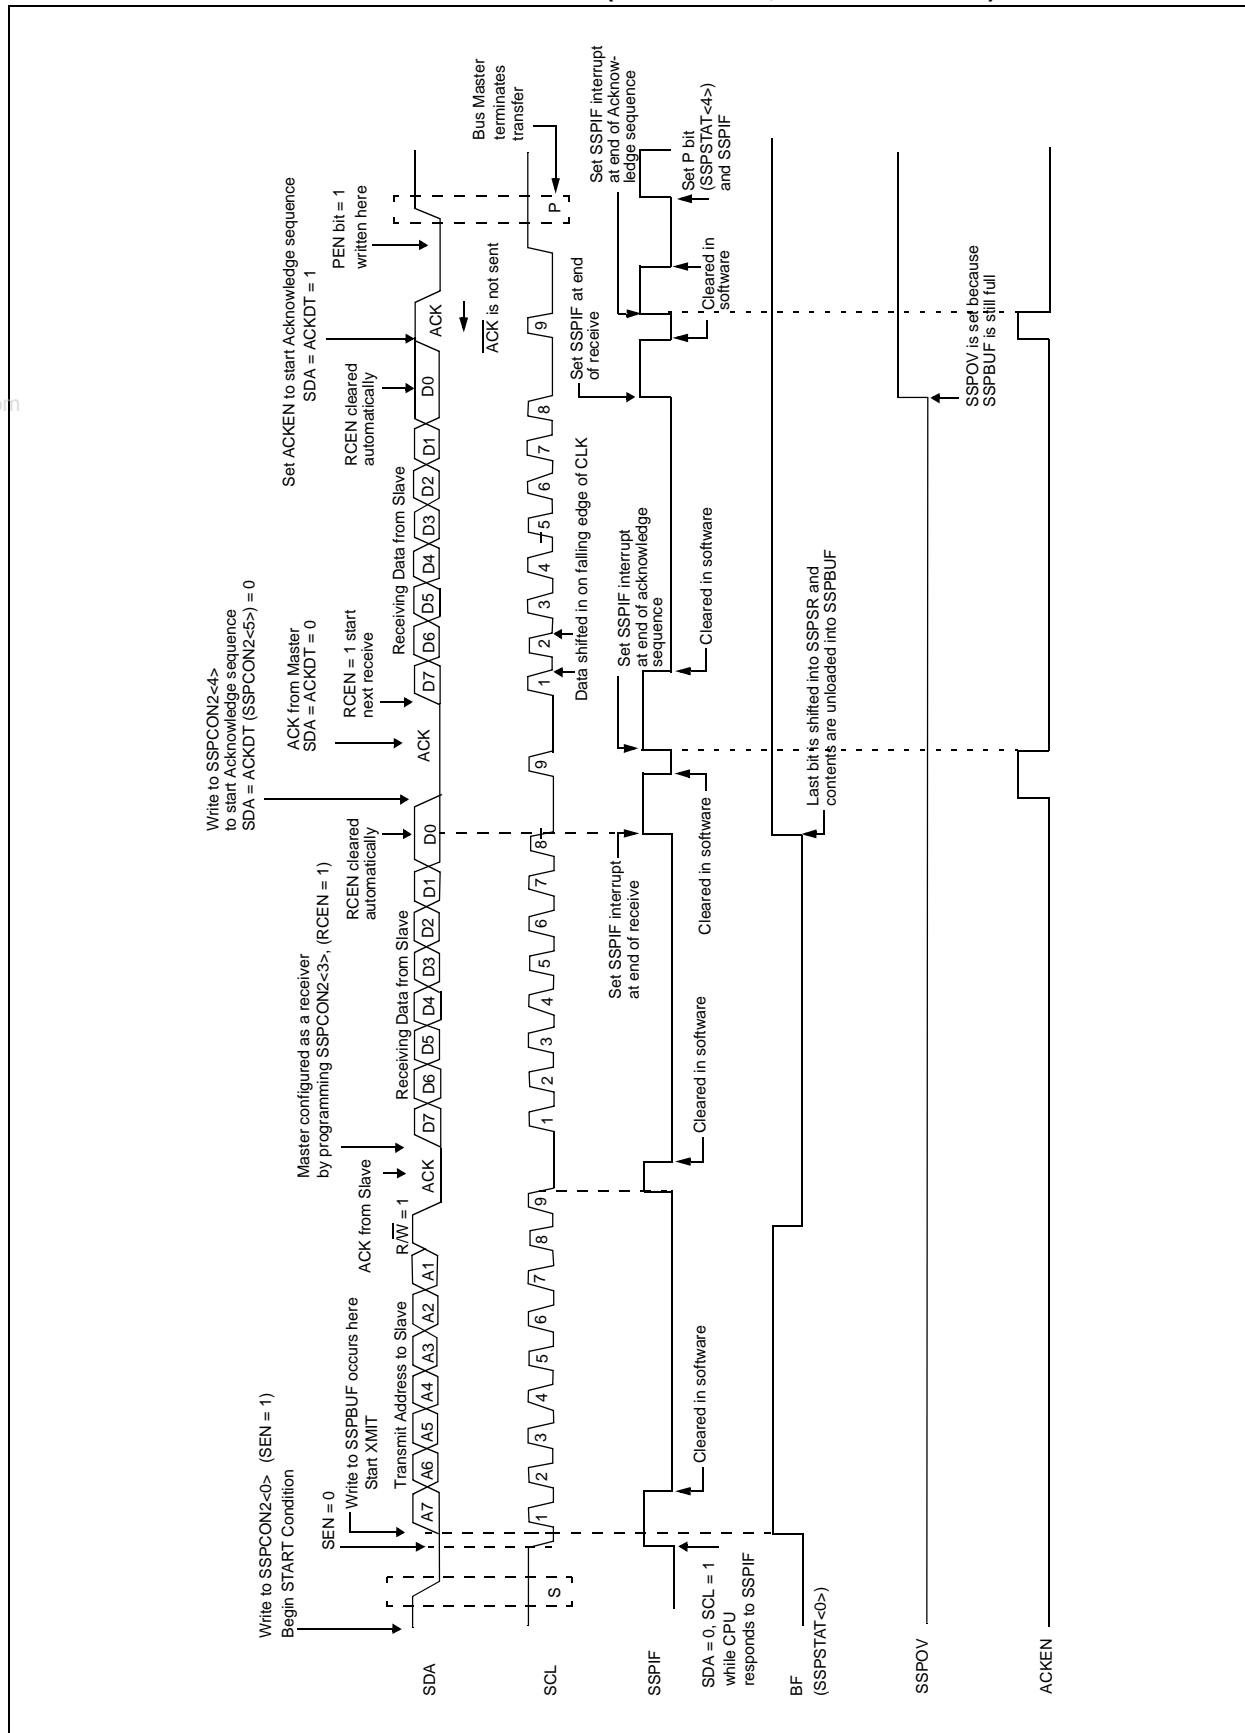 Write to SSPCON2<4>
to start Acknowledge sequence
SDA = ACKDT (SSPCON2<5>) = 0
Set ACKEN to start Acknowledge sequence
SDA = ACKDT = 1
Write to SSPCON2<0> (SEN = 1)
Begin START Condition
SEN = 0
Write to SSPBUF occurs here
Start XMIT
ACK from Slave
Master configured as a receiver
by programming SSPCON2<3>, (RCEN = 1)
RCEN cleared
automatically
ACK from Master
SDA = ACKDT = 0
RCEN = 1 start
next receive
RCEN cleared
automatically
PEN bit = 1
written here
Transmit Address to Slave
R/W = 1
Receiving Data from Slave
Receiving Data from Slave
SDA
A7 A6 A5 A4 A3 A2 A1
ACK
D7 D6 D5 D4 D3 D2 D1 D0
ACK
D7 D6 D5 D4 D3 D2 D1 D0
ACK
ACK is not sent
Bus Master
terminates
transfer
SCL
S
1 2 3 4 5 6 7 8 9
1 2 3 4 5 6 7 8 9
1 2 3 4 5 6 7 8 9
P
Data shifted in on falling edge of CLK
Set SSPIF interrupt
at end of receive
Set SSPIF interrupt
at end of acknowledge
sequence
Set SSPIF at end
of receive
Set SSPIF interrupt
at end of Acknow-
ledge sequence
SSPIF
SDA = 0, SCL = 1
while CPU
responds to SSPIF
Cleared in software
Cleared in software
Cleared in software
Cleared in software
Cleared in
software
Set P bit
(SSPSTAT<4>)
and SSPIF
BF
(SSPSTAT<0>)
Last bit is shifted into SSPSR and
contents are unloaded into SSPBUF
SSPOV
SSPOV is set because
SSPBUF is still full
ACKEN